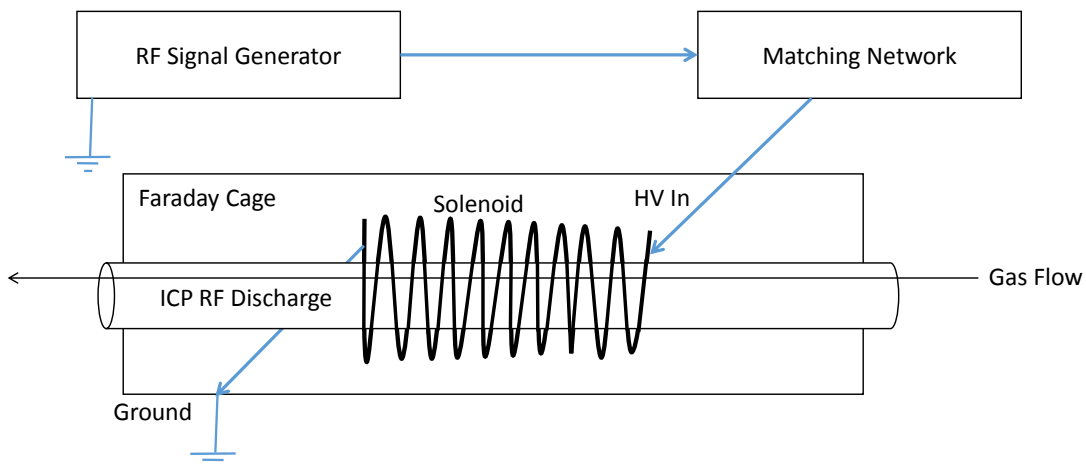 RF Signal Generator
Matching Network
Faraday Cage
Solenoid
HV In
Gas Flow
ICP RF Discharge
Ground